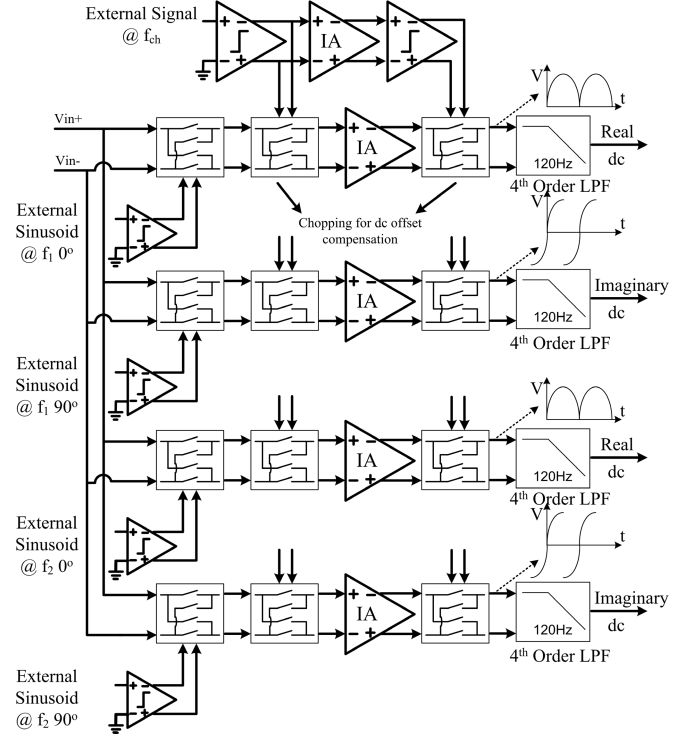 External Signal
@ fch
+ −
− +
IA
+ −
− +
Vin+
Vin-
+ −
− +
IA
V
t
120Hz
4th Order LPF
Real
dc
Chopping for dc offset
compensation
External
Sinusoid
@ f1 0º
+ −
− +
+ −
− +
IA
V
t
120Hz
4th Order LPF
Imaginary
dc
External
Sinusoid
@ f1 90º
+ −
− +
+ −
− +
IA
V
t
120Hz
4th Order LPF
Real
dc
External
Sinusoid
@ f2 0º
+ −
− +
+ −
− +
IA
V
t
120Hz
4th Order LPF
Imaginary
dc
External
Sinusoid
@ f2 90º
+ −
− +